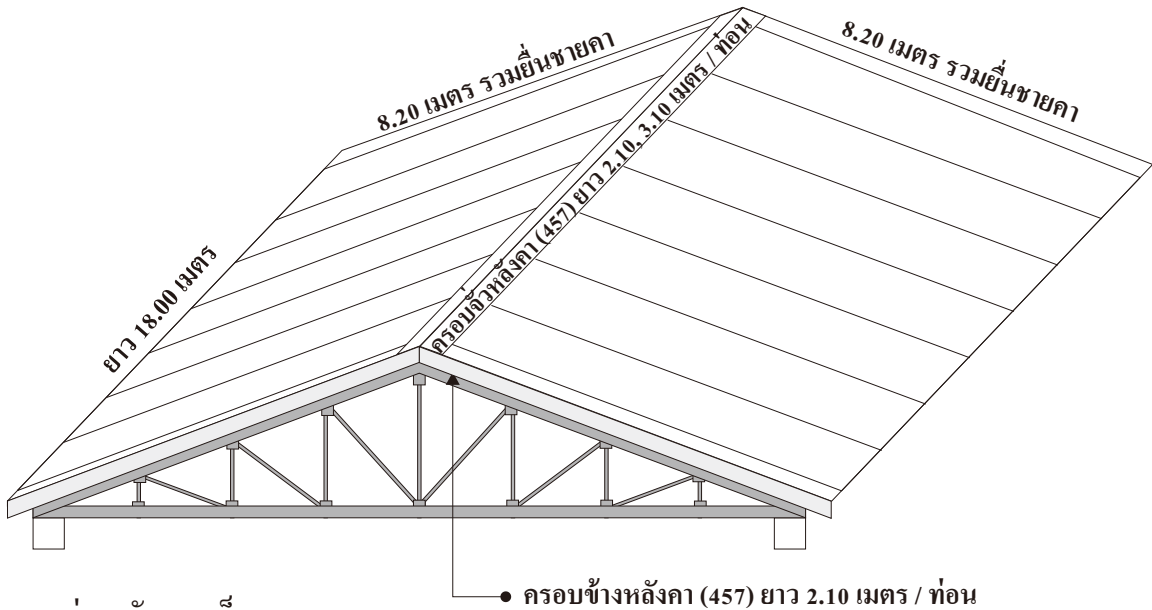 8.20 เมตร รวมยื่นชายคา
8.20 เมตร รวมยื่นชายคา
ครอบจั่วหลังคา (457) ยาว 2.10, 3.10 เมตร / ท่อน
ยาว 18.00 เมตร
ครอบข้างหลังคา (457) ยาว 2.10 เมตร / ท่อน